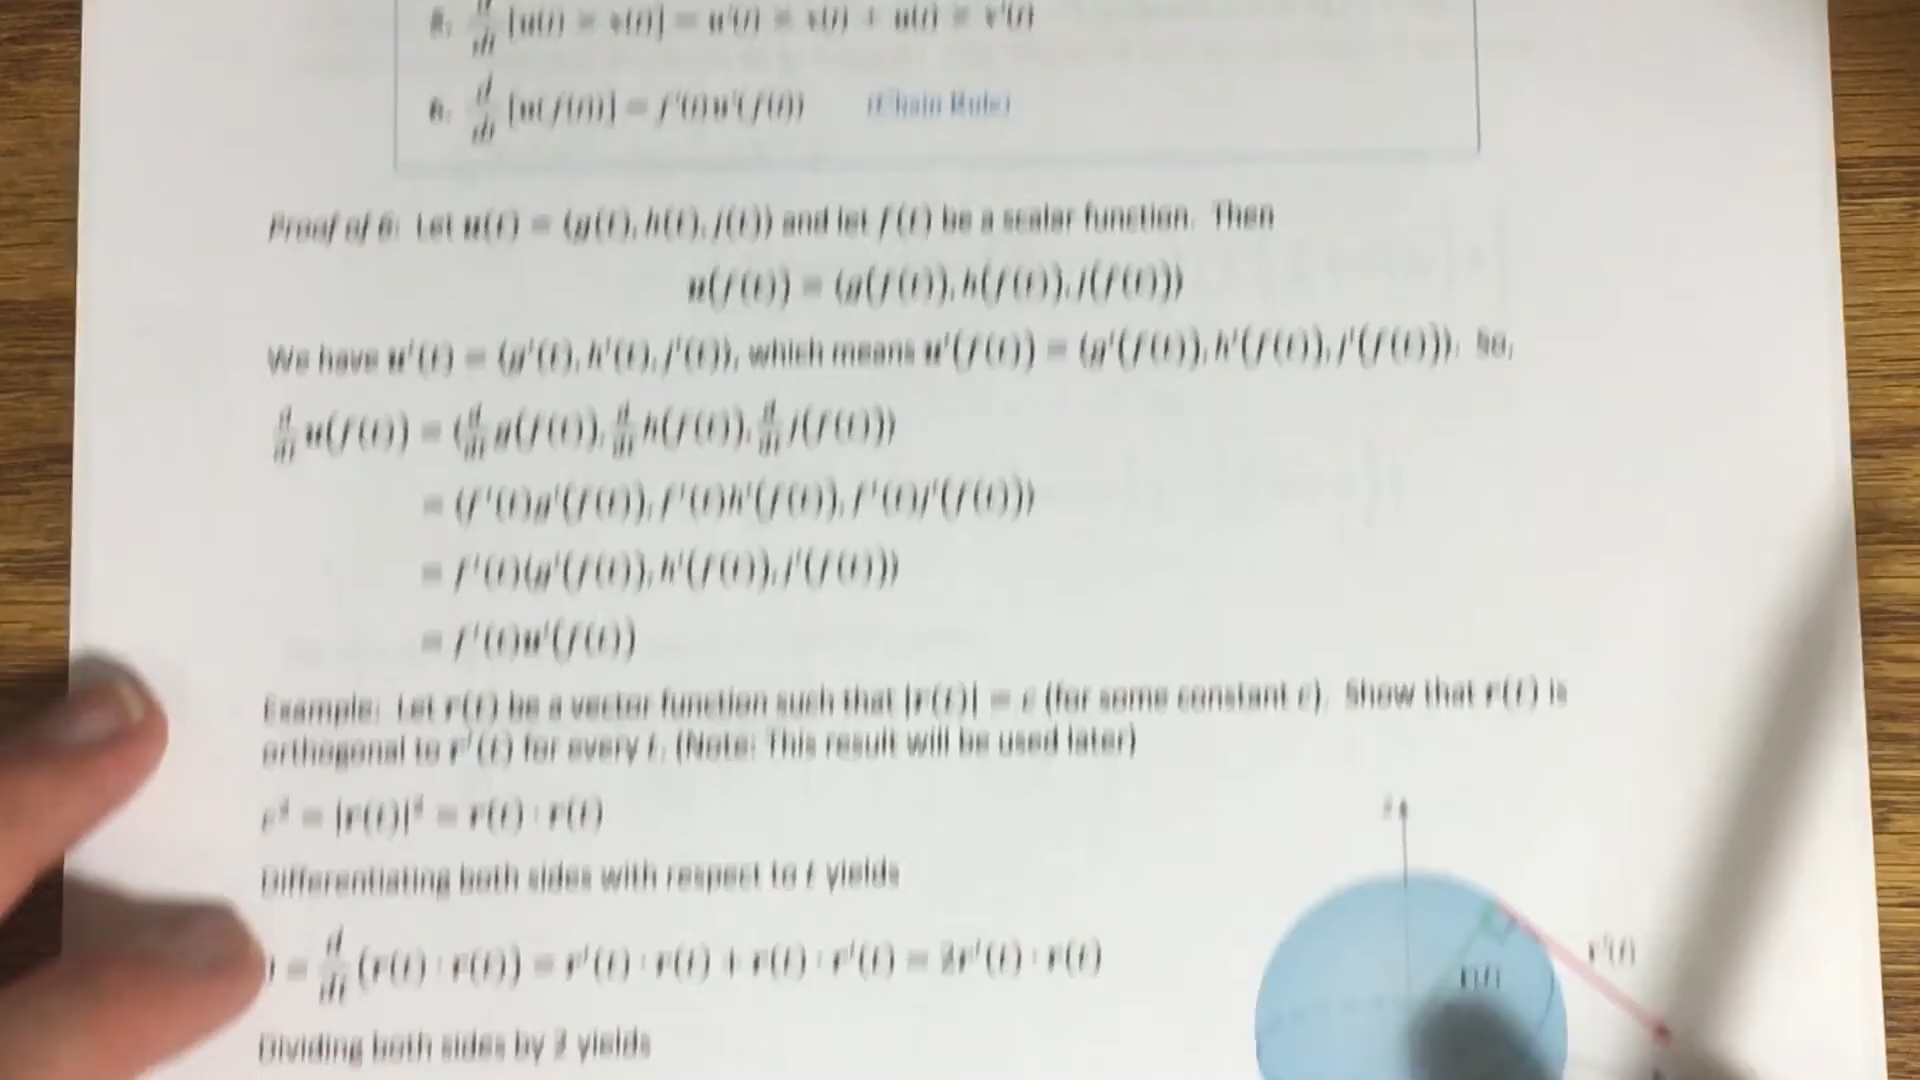 5. d/dt [u(t) × v(t)] = u'(t) × v(t) + u(t) × v'(t)
6. d/dt [u(f(t))] = f'(t)u'(f(t)) (Chain Rule)
Proof of 6: Let u(t) = ⟨g(t), h(t), j(t)⟩ and let f(t) be a scalar function. Then
u(f(t)) = ⟨g(f(t)), h(f(t)), j(f(t))⟩
We have u'(t) = ⟨g'(t), h'(t), j'(t)⟩, which means u'(f(t)) = ⟨g'(f(t)), h'(f(t)), j'(f(t))⟩. So,
d/dt u(f(t)) = ⟨d/dt g(f(t)), d/dt h(f(t)), d/dt j(f(t))⟩
= ⟨f'(t)g'(f(t)), f'(t)h'(f(t)), f'(t)j'(f(t))⟩
= f'(t)⟨g'(f(t)), h'(f(t)), j'(f(t))⟩
= f'(t)u'(f(t))
Example: Let r(t) be a vector function such that |r(t)| = c (for some constant c). Show that r(t) is
orthogonal to r'(t) for every t. (Note: This result will be used later)
c² = |r(t)|² = r(t) · r(t)
Differentiating both sides with respect to t yields
= d/dt (r(t) · r(t)) = r'(t) · r(t) + r(t) · r'(t) = 2r'(t) · r(t)
Dividing both sides by 2 yields
z
r'(t)
r(t)